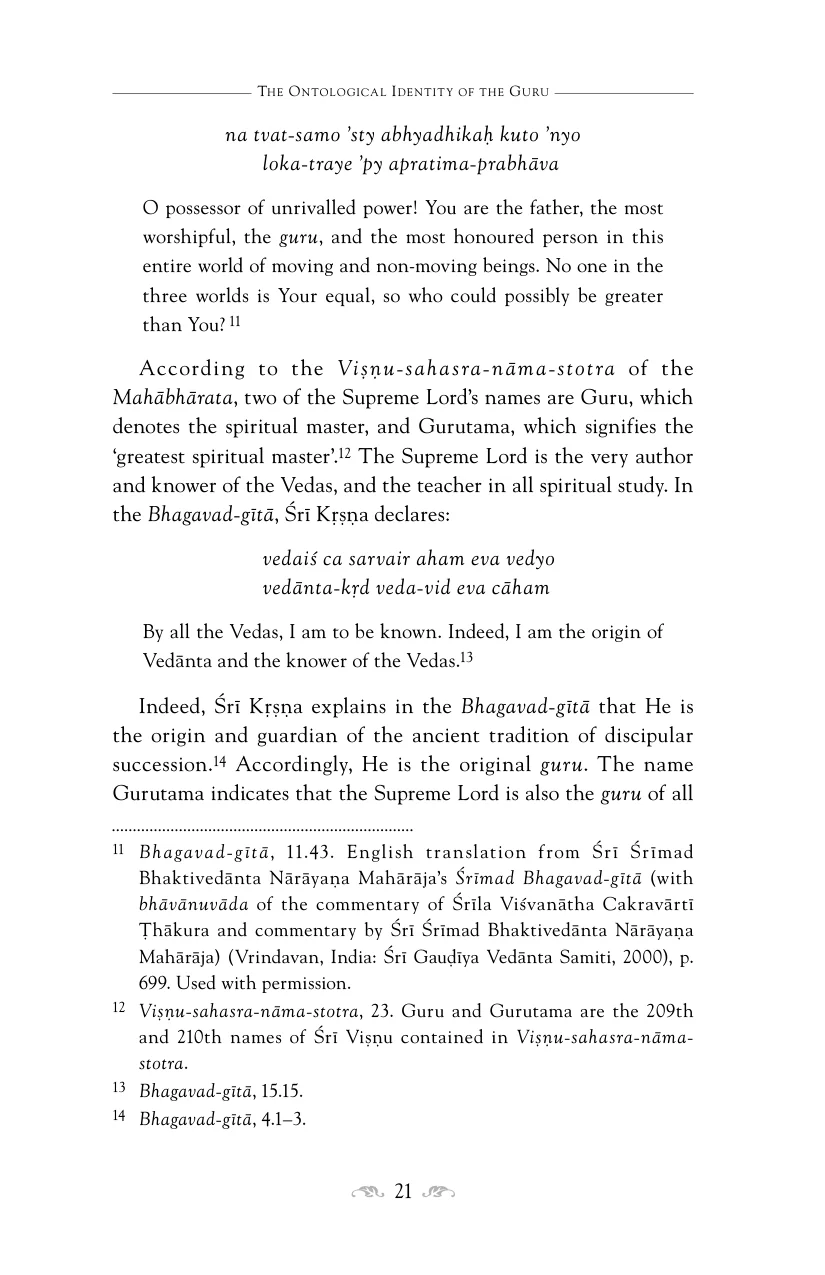 The Ontological Identity of the Guru
na tvat-samo ’sty abhyadhikaḥ kuto ’nyo
loka-traye ’py apratima-prabhāva
O possessor of unrivalled power! You are the father, the most
worshipful, the guru, and the most honoured person in this
entire world of moving and non-moving beings. No one in the
three worlds is Your equal, so who could possibly be greater
than You? 11
According to the Viṣṇu-sahasra-nāma-stotra of the
Mahābhārata, two of the Supreme Lord’s names are Guru, which
denotes the spiritual master, and Gurutama, which signifies the
‘greatest spiritual master’.12 The Supreme Lord is the very author
and knower of the Vedas, and the teacher in all spiritual study. In
the Bhagavad-gītā, Śrī Kṛṣṇa declares:
vedaiś ca sarvair aham eva vedyo
vedānta-kṛd veda-vid eva cāham
By all the Vedas, I am to be known. Indeed, I am the origin of
Vedānta and the knower of the Vedas.13
Indeed, Śrī Kṛṣṇa explains in the Bhagavad-gītā that He is
the origin and guardian of the ancient tradition of discipular
succession.14 Accordingly, He is the original guru. The name
Gurutama indicates that the Supreme Lord is also the guru of all
11 Bhagavad-gītā, 11.43. English translation from Śrī Śrīmad
Bhaktivedānta Nārāyaṇa Mahārāja’s Śrīmad Bhagavad-gītā (with
bhāvānuvāda of the commentary of Śrīla Viśvanātha Cakravārtī
Ṭhākura and commentary by Śrī Śrīmad Bhaktivedānta Nārāyaṇa
Mahārāja) (Vrindavan, India: Śrī Gauḍīya Vedānta Samiti, 2000), p.
699. Used with permission.
12 Viṣṇu-sahasra-nāma-stotra, 23. Guru and Gurutama are the 209th
and 210th names of Śrī Viṣṇu contained in Viṣṇu-sahasra-nāma-
stotra.
13 Bhagavad-gītā, 15.15.
14 Bhagavad-gītā, 4.1–3.
21